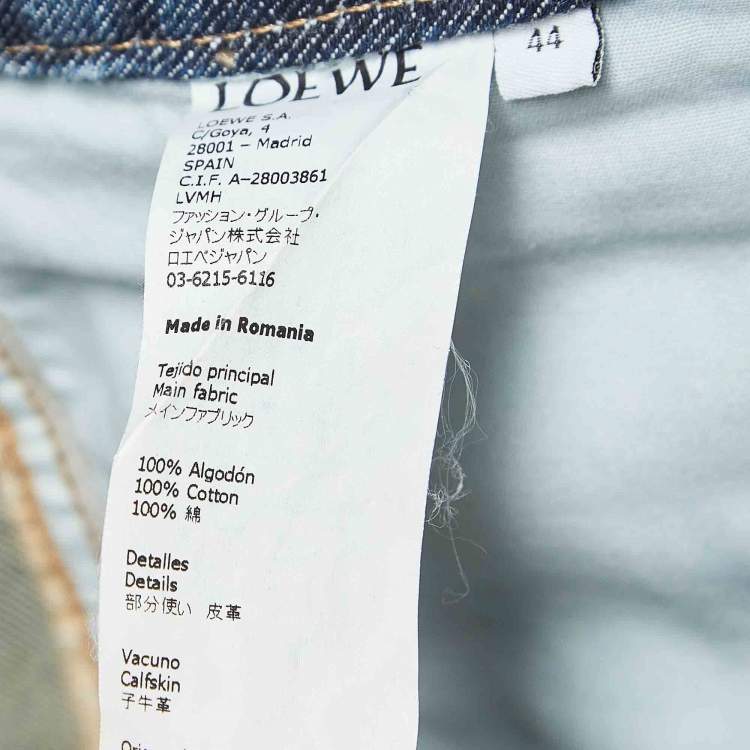 LOEWE
44
LOEWE S.A.
C/Goya, 4
28001 – Madrid
SPAIN
C.I.F. A–28003861
LVMH
ファッション・グループ・
ジャパン株式会社
ロエベジャパン
03-6215-6116
Made in Romania
Tejido principal
Main fabric
メインファブリック
100% Algodón
100% Cotton
100% 綿
Detalles
Details
部分使い 皮革
Vacuno
Calfskin
子牛革